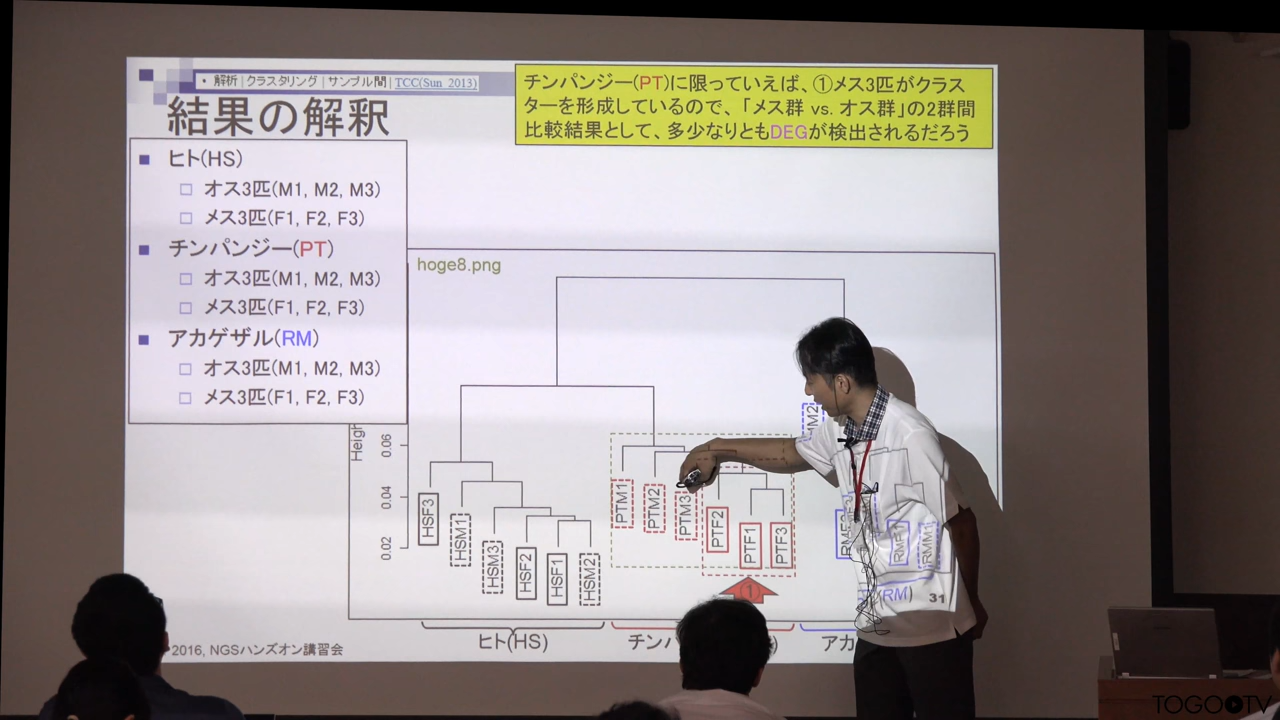 • 解析 | クラスタリング | サンプル間 | TCC(Sun_2013)
結果の解釈
チンパンジー(PT)に限っていえば、①メス3匹がクラス
ターを形成しているので、「メス群 vs. オス群」の2群間
比較結果として、多少なりともDEGが検出されるだろう
ヒト(HS)
オス3匹(M1, M2, M3)
メス3匹(F1, F2, F3)
チンパンジー(PT)
オス3匹(M1, M2, M3)
メス3匹(F1, F2, F3)
アカゲザル(RM)
オス3匹(M1, M2, M3)
メス3匹(F1, F2, F3)
hoge8.png
Heigh
0.06
0.04
0.02
HSF3
HSM1
HSM3
HSF2
HSF1
HSM2
PTM1
PTM2
PTM3
PTF2
PTF1
PTF3
RMF1
RMM1
①
ヒト(HS)
チンパ
アカ
(RM)
31
2016, NGSハンズオン講習会
TOGOTV